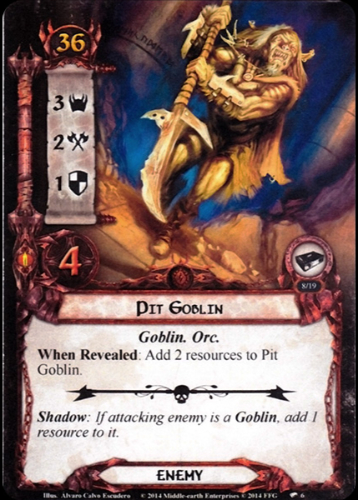 36
3
2
1
4
8/19
Pit Goblin
Goblin. Orc.
When Revealed: Add 2 resources to Pit
Goblin.
Shadow: If attacking enemy is a Goblin, add 1
resource to it.
ENEMY
Illus. Álvaro Calvo Escudero © 2014 Middle-earth Enterprises © 2014 FFG 6